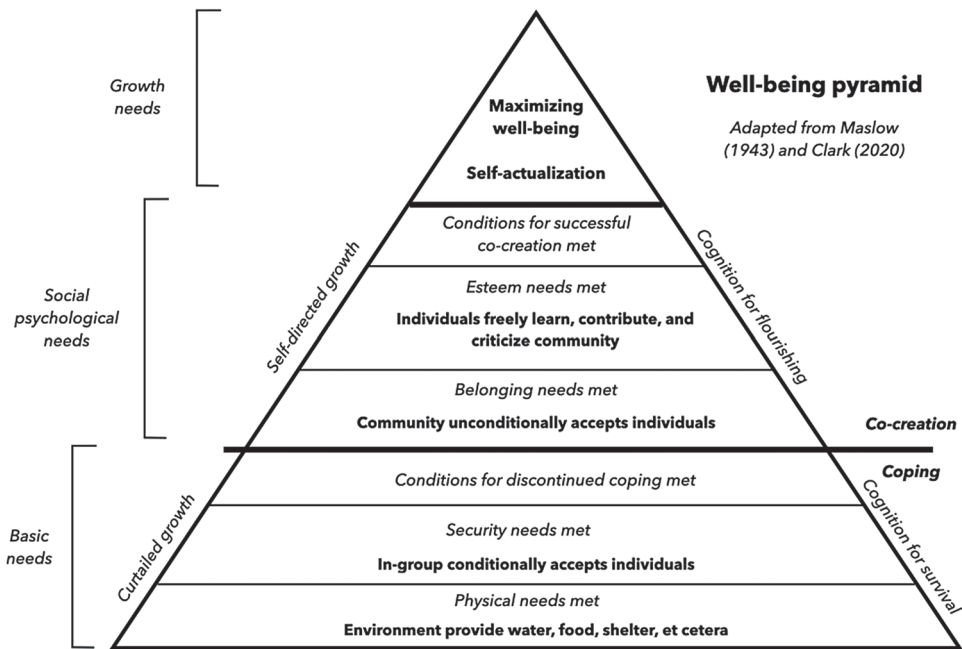 Growth
needs
Well-being pyramid
Adapted from Maslow
(1943) and Clark (2020)
Maximizing
well-being
Self-actualization
Social
psychological
needs
Self-directed growth
Conditions for successful
co-creation met
Esteem needs met
Individuals freely learn, contribute, and
criticize community
Belonging needs met
Community unconditionally accepts individuals
Cognition for flourishing
Co-creation
Coping
Basic
needs
Curtailed growth
Conditions for discontinued coping met
Security needs met
In-group conditionally accepts individuals
Physical needs met
Environment provide water, food, shelter, et cetera
Cognition for survival